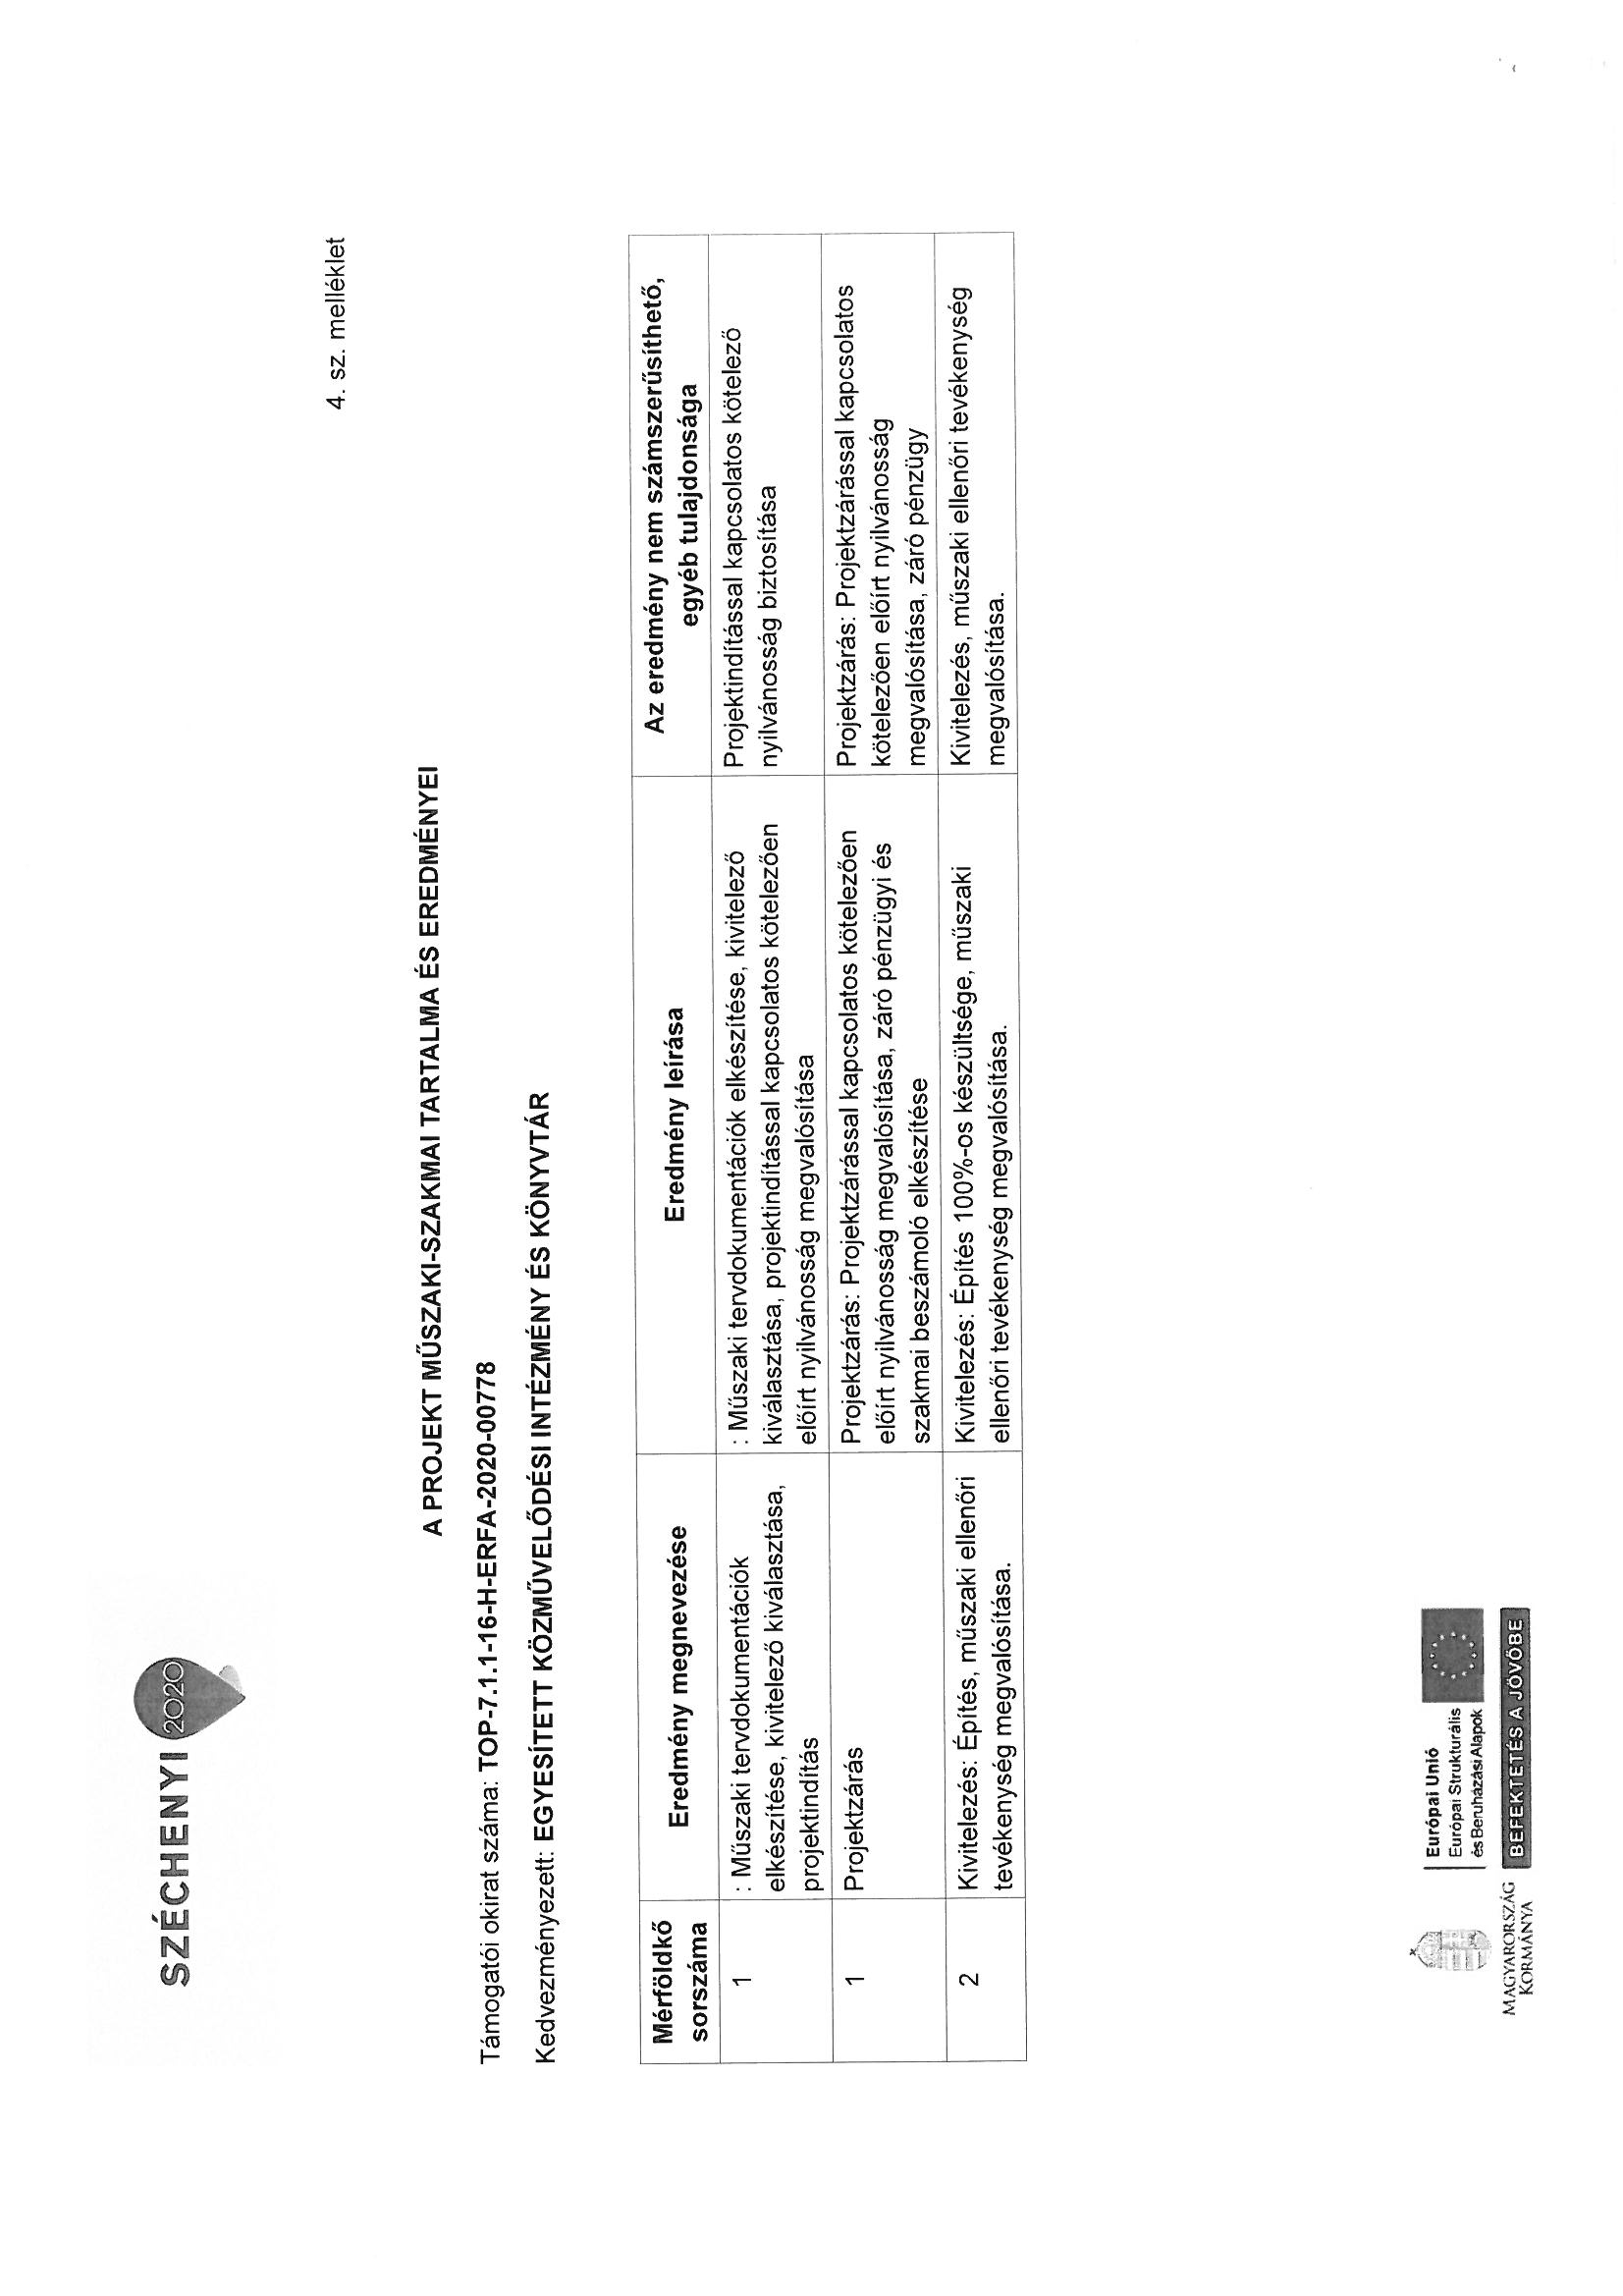 SZÉCHENYI 2020
4. sz. melléklet
A PROJEKT MŰSZAKI-SZAKMAI TARTALMA ÉS EREDMÉNYEI
Támogatói okirat száma: TOP-7.1.1-16-H-ERFA-2020-00778
Kedvezményezett: EGYESÍTETT KÖZMŰVELŐDÉSI INTÉZMÉNY ÉS KÖNYVTÁR
Mérföldkő
sorszáma
Eredmény megnevezése
Eredmény leírása
Az eredmény nem számszerűsíthető,
egyéb tulajdonsága
1
: Műszaki tervdokumentációk
elkészítése, kivitelező kiválasztása,
projektindítás
: Műszaki tervdokumentációk elkészítése, kivitelező
kiválasztása, projektindítással kapcsolatos kötelezően
előírt nyilvánosság megvalósítása
Projektindítással kapcsolatos kötelező
nyilvánosság biztosítása
1
Projektzárás
Projektzárás: Projektzárással kapcsolatos kötelezően
előírt nyilvánosság megvalósítása, záró pénzügyi és
szakmai beszámoló elkészítése
Projektzárás: Projektzárással kapcsolatos
kötelezően előírt nyilvánosság
megvalósítása, záró pénzügy
2
Kivitelezés: Építés, műszaki ellenőri
tevékenység megvalósítása.
Kivitelezés: Építés 100%-os készültsége, műszaki
ellenőri tevékenység megvalósítása.
Kivitelezés, műszaki ellenőri tevékenység
megvalósítása.
MAGYARORSZÁG
KORMÁNYA
Európai Unió
Európai Strukturális
és Beruházási Alapok
BEFEKTETÉS A JÖVŐBE